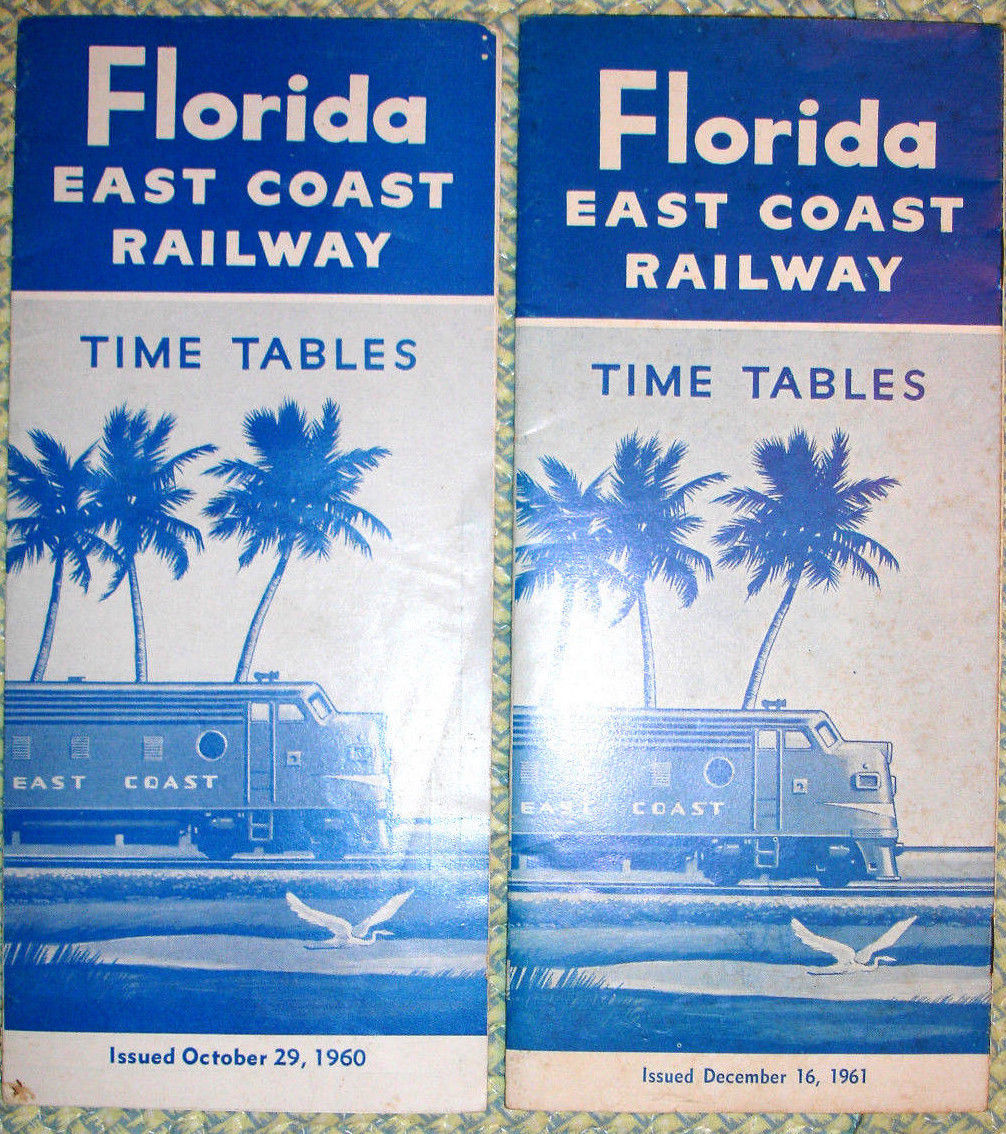 Florida
EAST COAST
RAILWAY
TIME TABLES
EAST COAST
Issued October 29, 1960
Florida
EAST COAST
RAILWAY
TIME TABLES
EAST COAST
Issued December 16, 1961